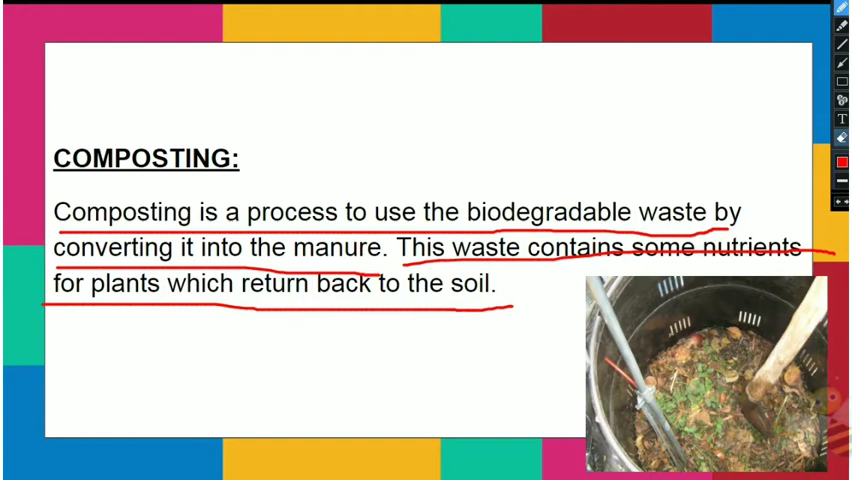 COMPOSTING:
Composting is a process to use the biodegradable waste by
converting it into the manure. This waste contains some nutrients
for plants which return back to the soil.